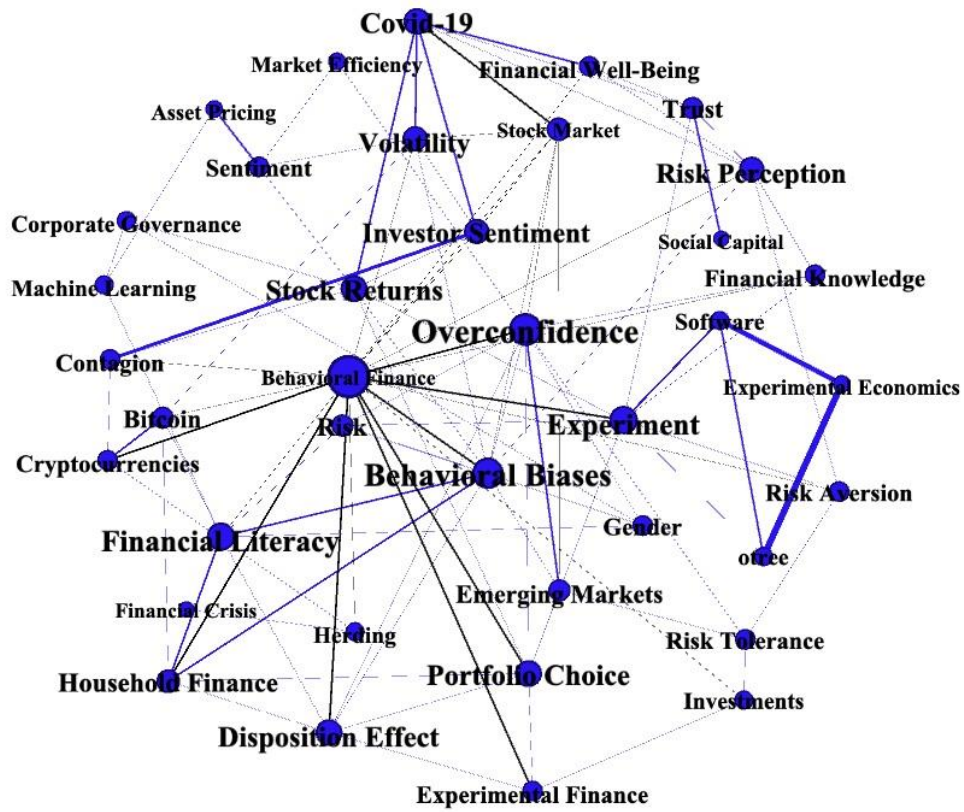 Covid-19
Market Efficiency
Financial Well-Being
Asset Pricing
Trust
Stock Market
Volatility
Sentiment
Risk Perception
Corporate Governance
Investor Sentiment
Social Capital
Financial Knowledge
Machine Learning
Stock Returns
Software
Overconfidence
Contagion
Behavioral Finance
Experimental Economics
Bitcoin
Risk
Experiment
Cryptocurrencies
Behavioral Biases
Risk Aversion
Gender
Financial Literacy
otree
Emerging Markets
Financial Crisis
Herding
Risk Tolerance
Household Finance
Portfolio Choice
Investments
Disposition Effect
Experimental Finance